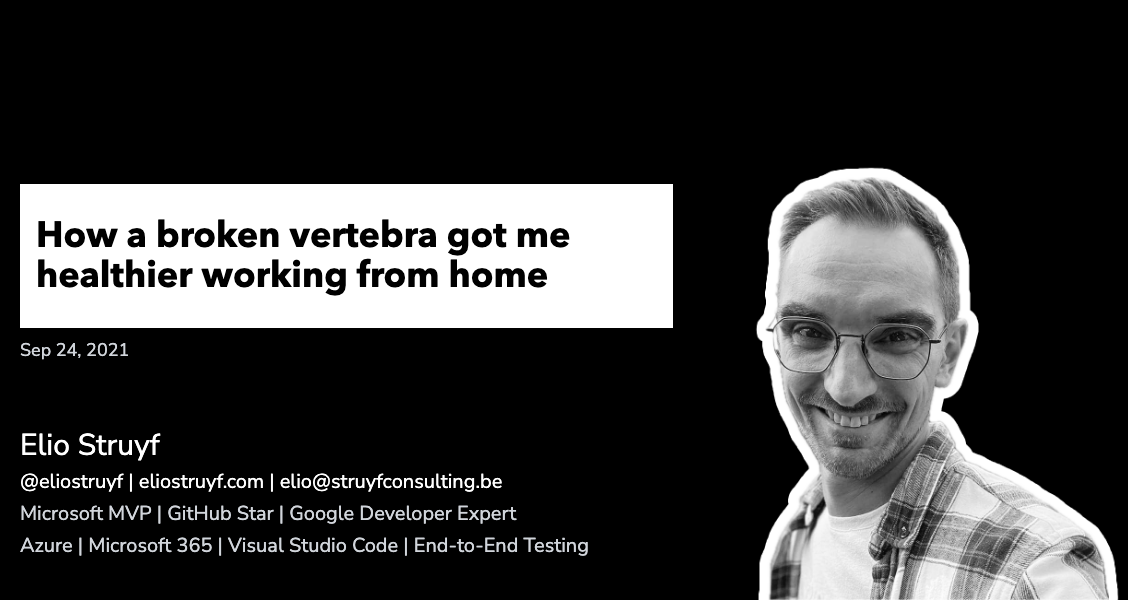 How a broken vertebra got me
healthier working from home
Sep 24, 2021
Elio Struyf
@eliostruyf | eliostruyf.com | elio@struyfconsulting.be
Microsoft MVP | GitHub Star | Google Developer Expert
Azure | Microsoft 365 | Visual Studio Code | End-to-End Testing